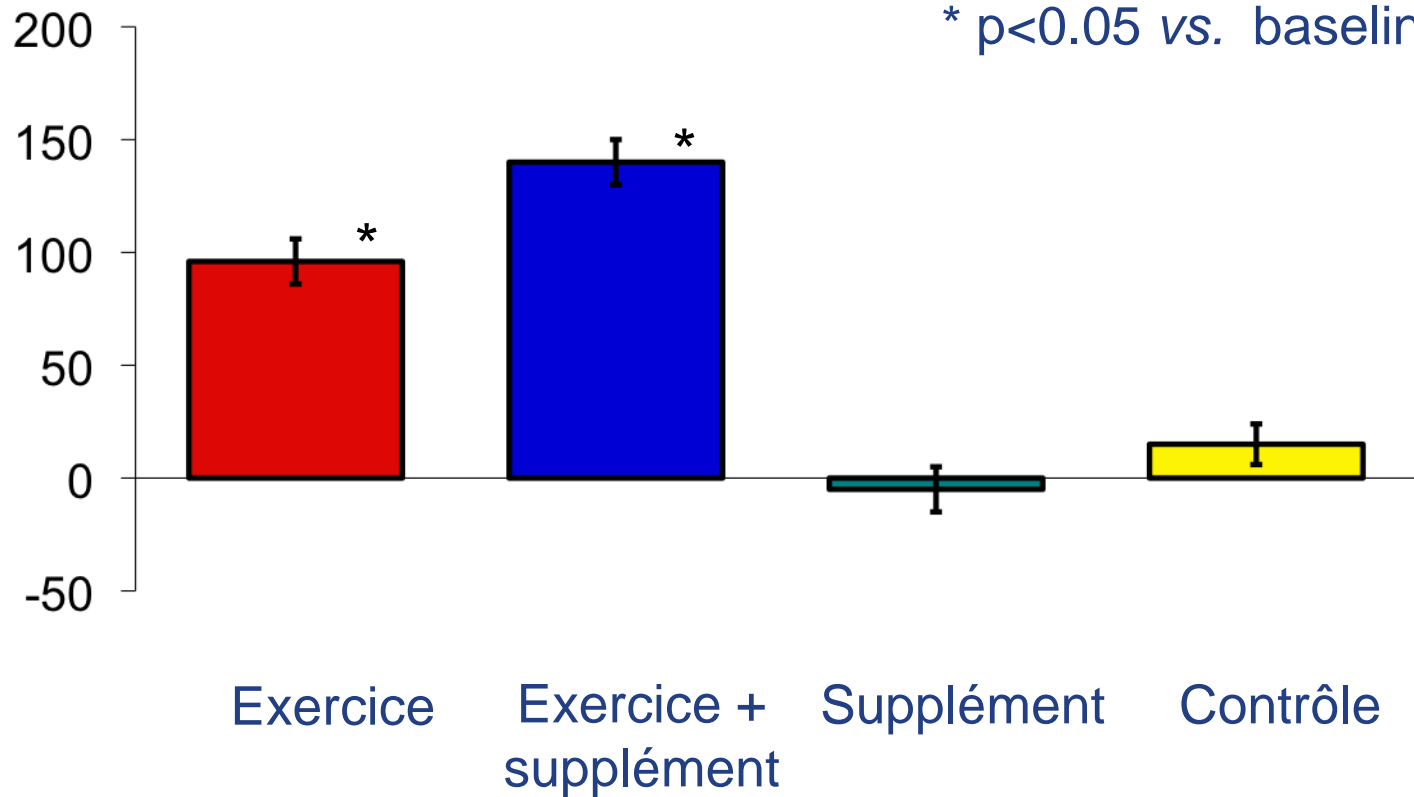 * p<0.05 vs. baselin
200
150
100
50
0
-50
*
*
Exercice
Exercice +
supplément
Supplément
Contrôle